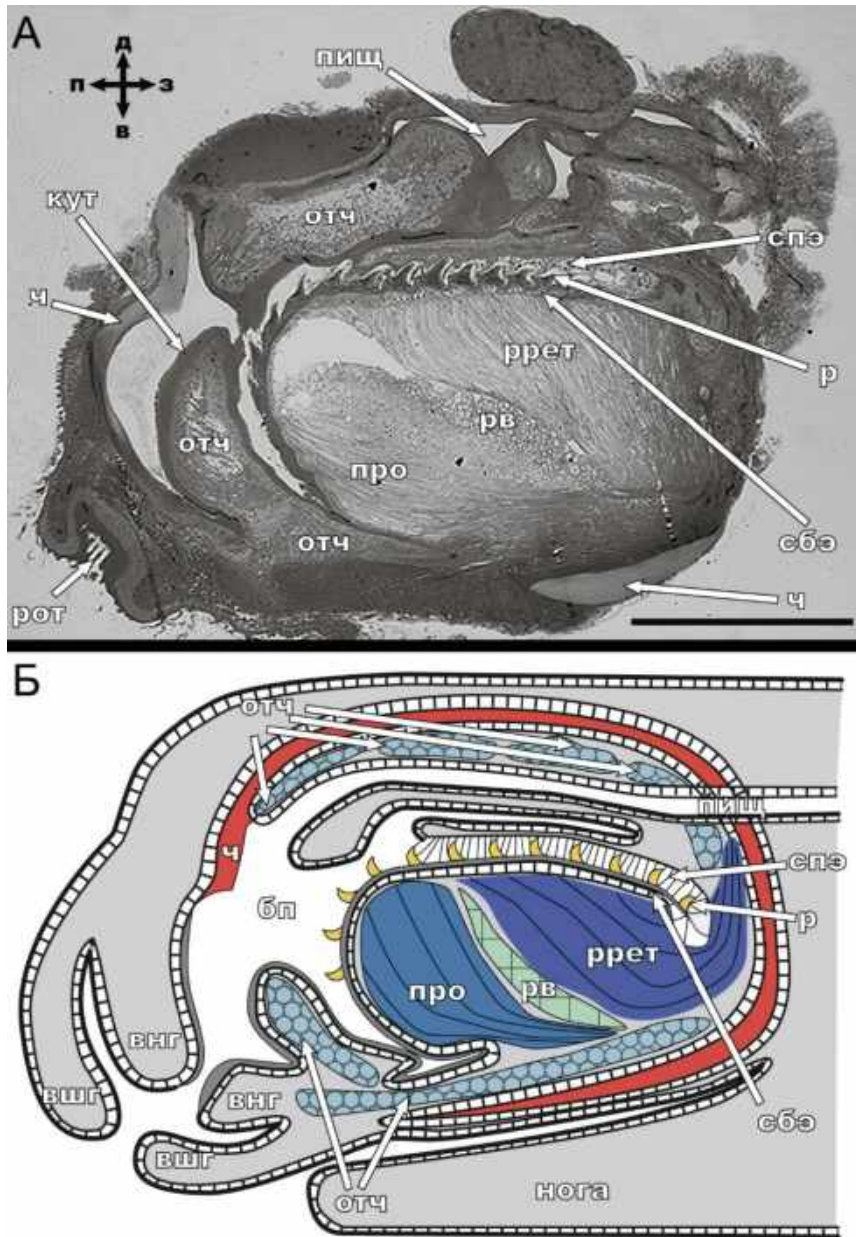 А
д
п з
в
пищ
кут
отч
спэ
ч
ррет
р
отч
рв
про
отч
сбэ
рот
ч
Б
отч
пищ
ч
спэ
бп
р
ррет
про
рв
внг
вшг
внг
сбэ
вшг
отч
нога